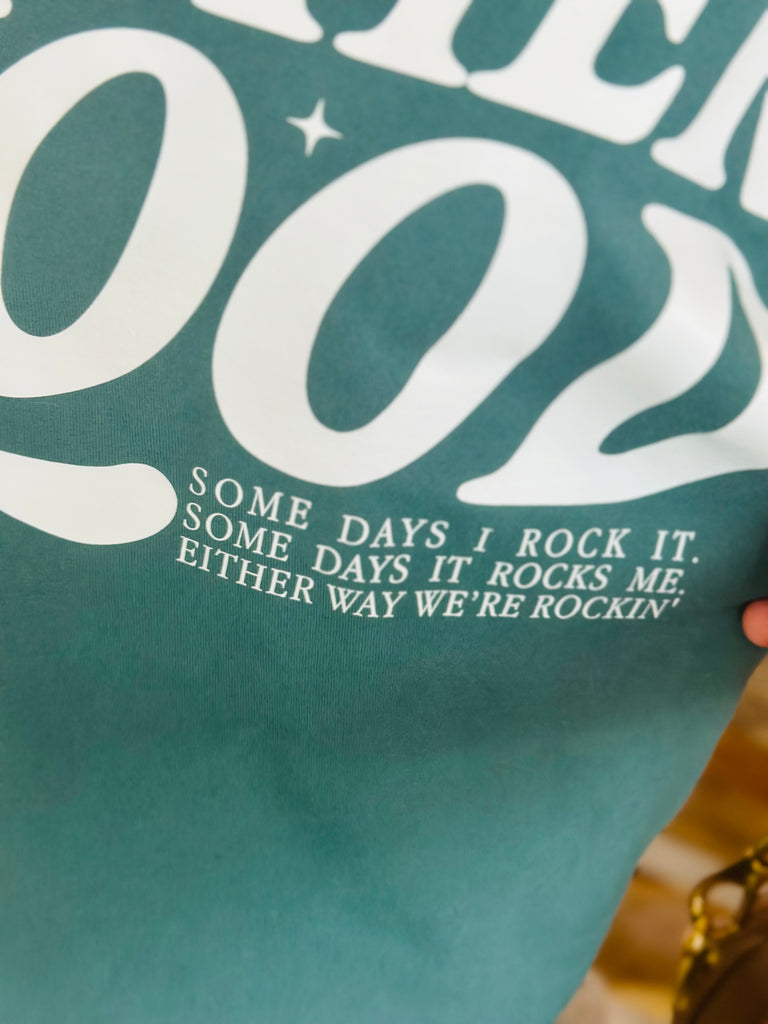 SOME DAYS I ROCK IT.
SOME DAYS IT ROCKS ME.
EITHER WAY WE'RE ROCKIN'